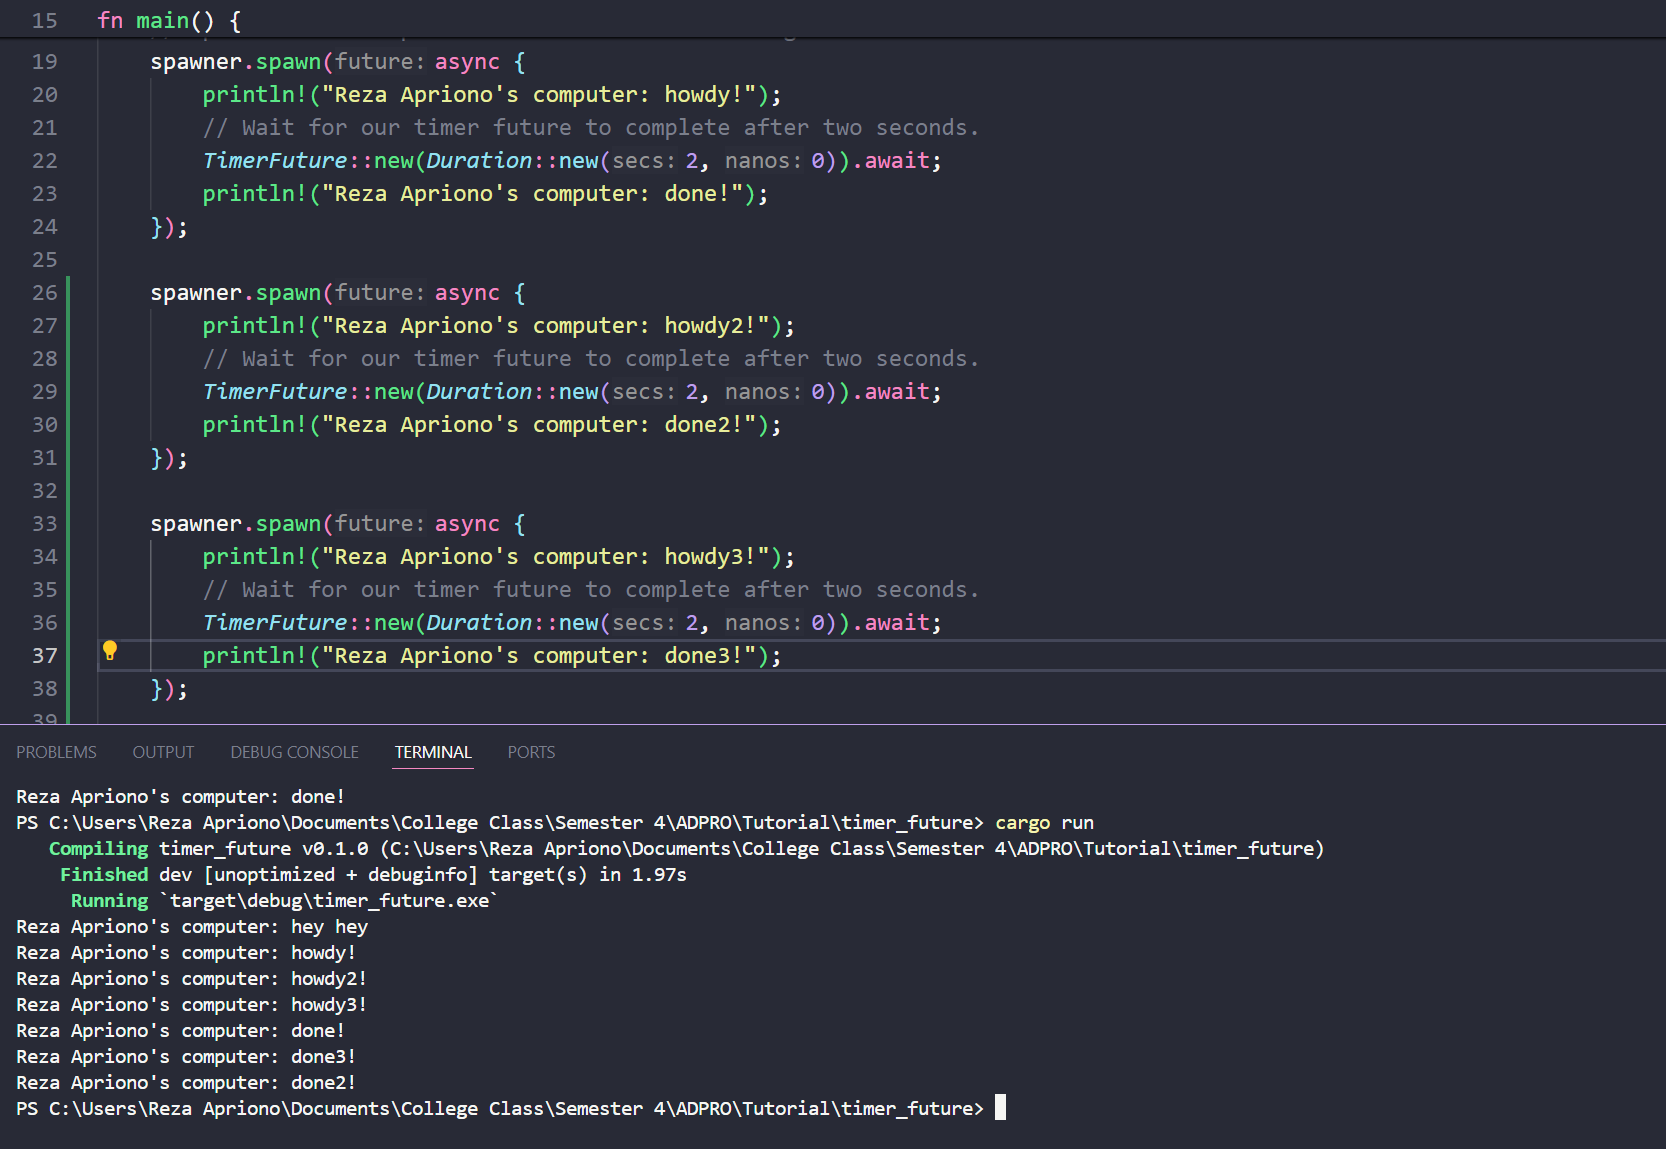 15 fn main() {
19 spawner.spawn(future: async {
20 println!("Reza Apriono's computer: howdy!");
21 // Wait for our timer future to complete after two seconds.
22 TimerFuture::new(Duration::new(secs: 2, nanos: 0)).await;
23 println!("Reza Apriono's computer: done!");
24 });
25
26 spawner.spawn(future: async {
27 println!("Reza Apriono's computer: howdy2!");
28 // Wait for our timer future to complete after two seconds.
29 TimerFuture::new(Duration::new(secs: 2, nanos: 0)).await;
30 println!("Reza Apriono's computer: done2!");
31 });
32
33 spawner.spawn(future: async {
34 println!("Reza Apriono's computer: howdy3!");
35 // Wait for our timer future to complete after two seconds.
36 TimerFuture::new(Duration::new(secs: 2, nanos: 0)).await;
37 println!("Reza Apriono's computer: done3!");
38 });
39
PROBLEMS OUTPUT DEBUG CONSOLE TERMINAL PORTS
Reza Apriono's computer: done!
PS C:\Users\Reza Apriono\Documents\College Class\Semester 4\ADPRO\Tutorial\timer_future> cargo run
Compiling timer_future v0.1.0 (C:\Users\Reza Apriono\Documents\College Class\Semester 4\ADPRO\Tutorial\timer_future)
Finished dev [unoptimized + debuginfo] target(s) in 1.97s
Running `target\debug\timer_future.exe`
Reza Apriono's computer: hey hey
Reza Apriono's computer: howdy!
Reza Apriono's computer: howdy2!
Reza Apriono's computer: howdy3!
Reza Apriono's computer: done!
Reza Apriono's computer: done3!
Reza Apriono's computer: done2!
PS C:\Users\Reza Apriono\Documents\College Class\Semester 4\ADPRO\Tutorial\timer_future>